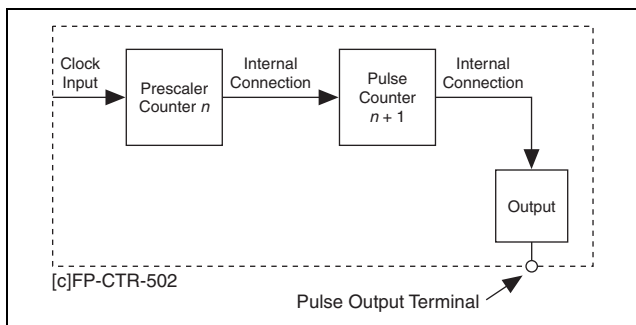 Clock
Input
Prescaler
Counter n
Internal
Connection
Pulse
Counter
n + 1
Internal
Connection
Output
[c]FP-CTR-502
Pulse Output Terminal